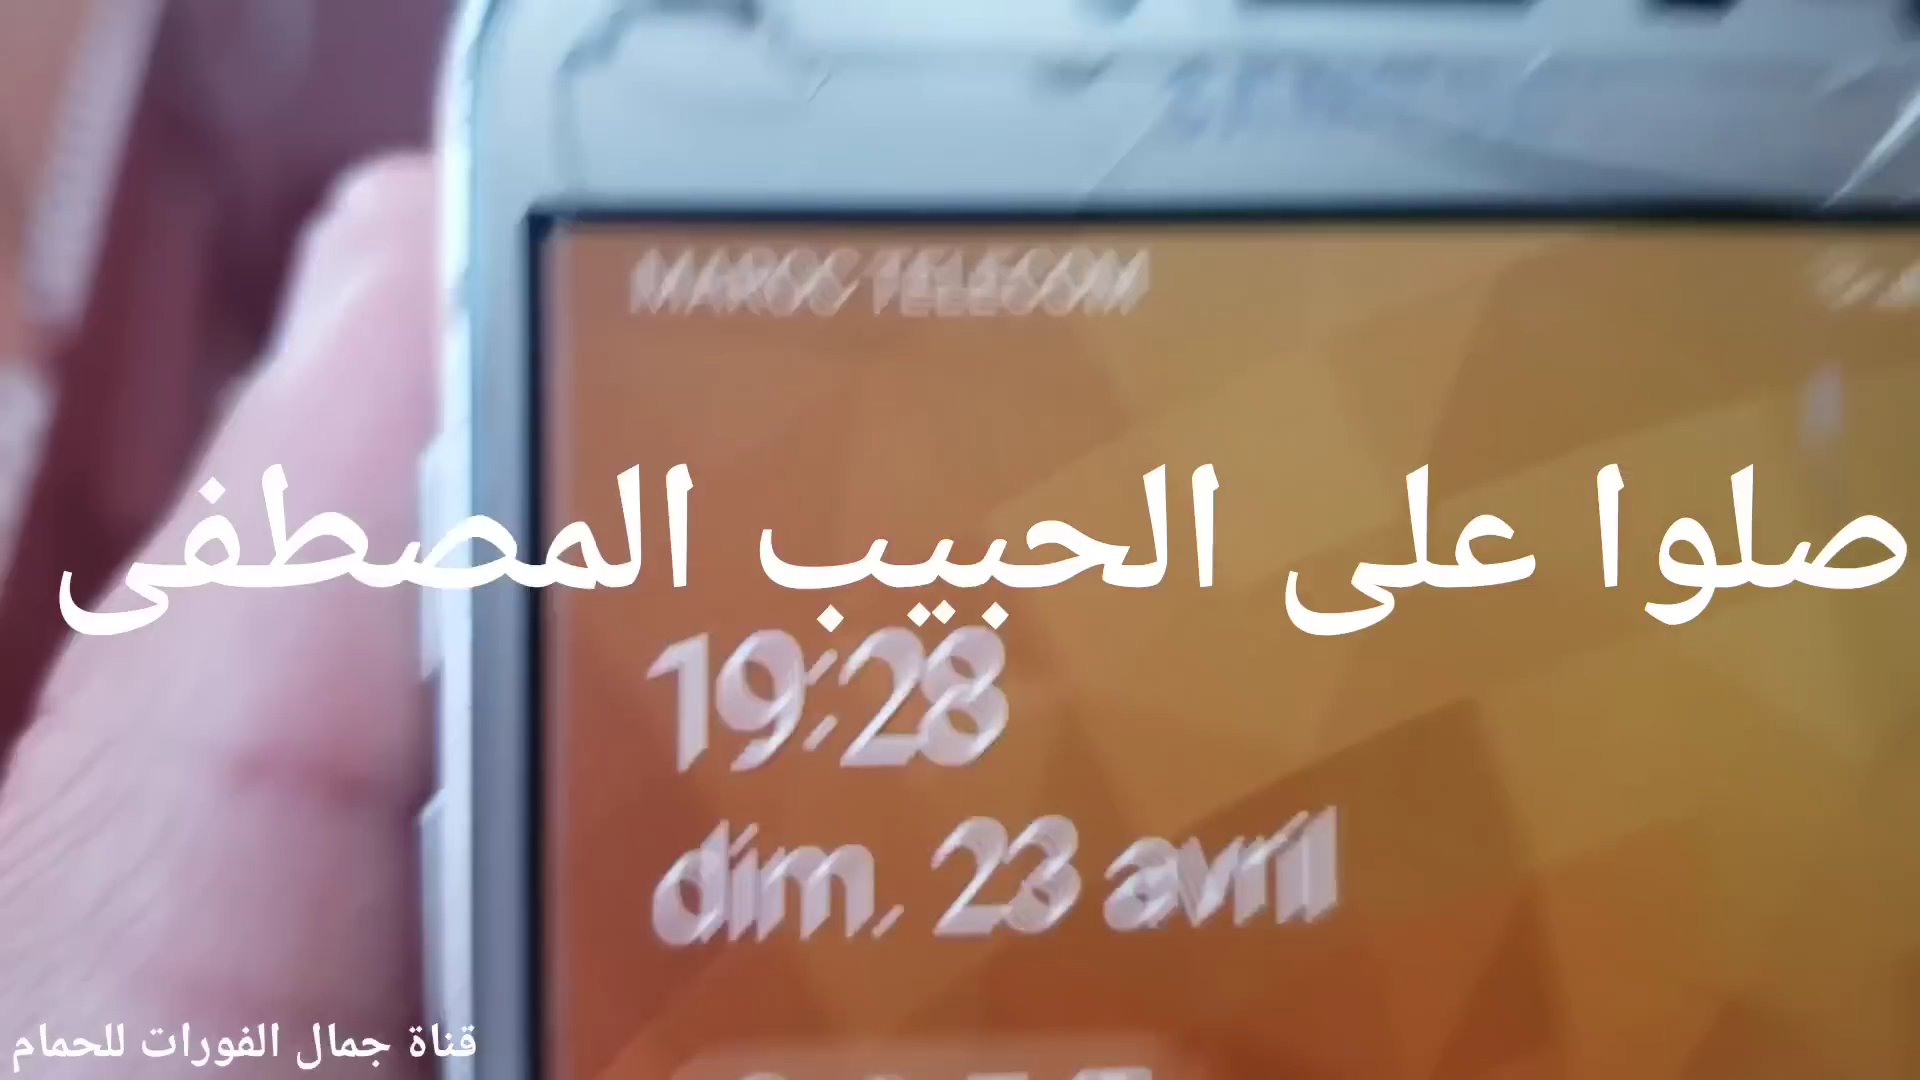 MAROC TELECOM
صلوا على الحبيب المصطفى
19:28
dim. 23 avril
قناة جمال الفورات للحمام